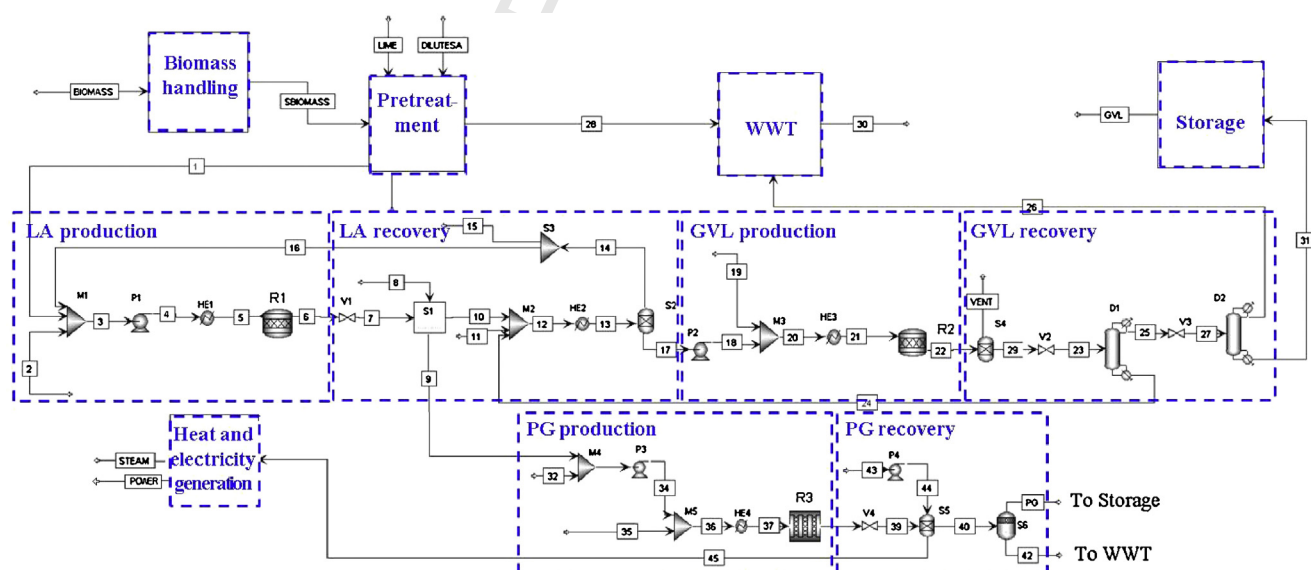 LIME
DILUTESA
Biomass
handling
BIOMASS
SBIOMASS
Pretreat-
ment
28
WWT
30
GVL
Storage
1
26
31
LA production
LA recovery
GVL production
GVL recovery
16
15
S3
14
19
8
VENT
M1
P1
4
HE1
R1
V1
S1
10
M2
HE2
S2
M3
HE3
R2
S4
D1
25
V3
D2
3
5
6
7
12
13
11
17
P2
18
20
21
22
29
V2
23
27
2
9
24
Heat and
electricity
generation
STEAM
POWER
PG production
PG recovery
M4
P3
32
34
35
M5
36
HE4
37
R3
43
P4
44
V4
39
S5
40
S6
PG
To Storage
42
To WWT
45